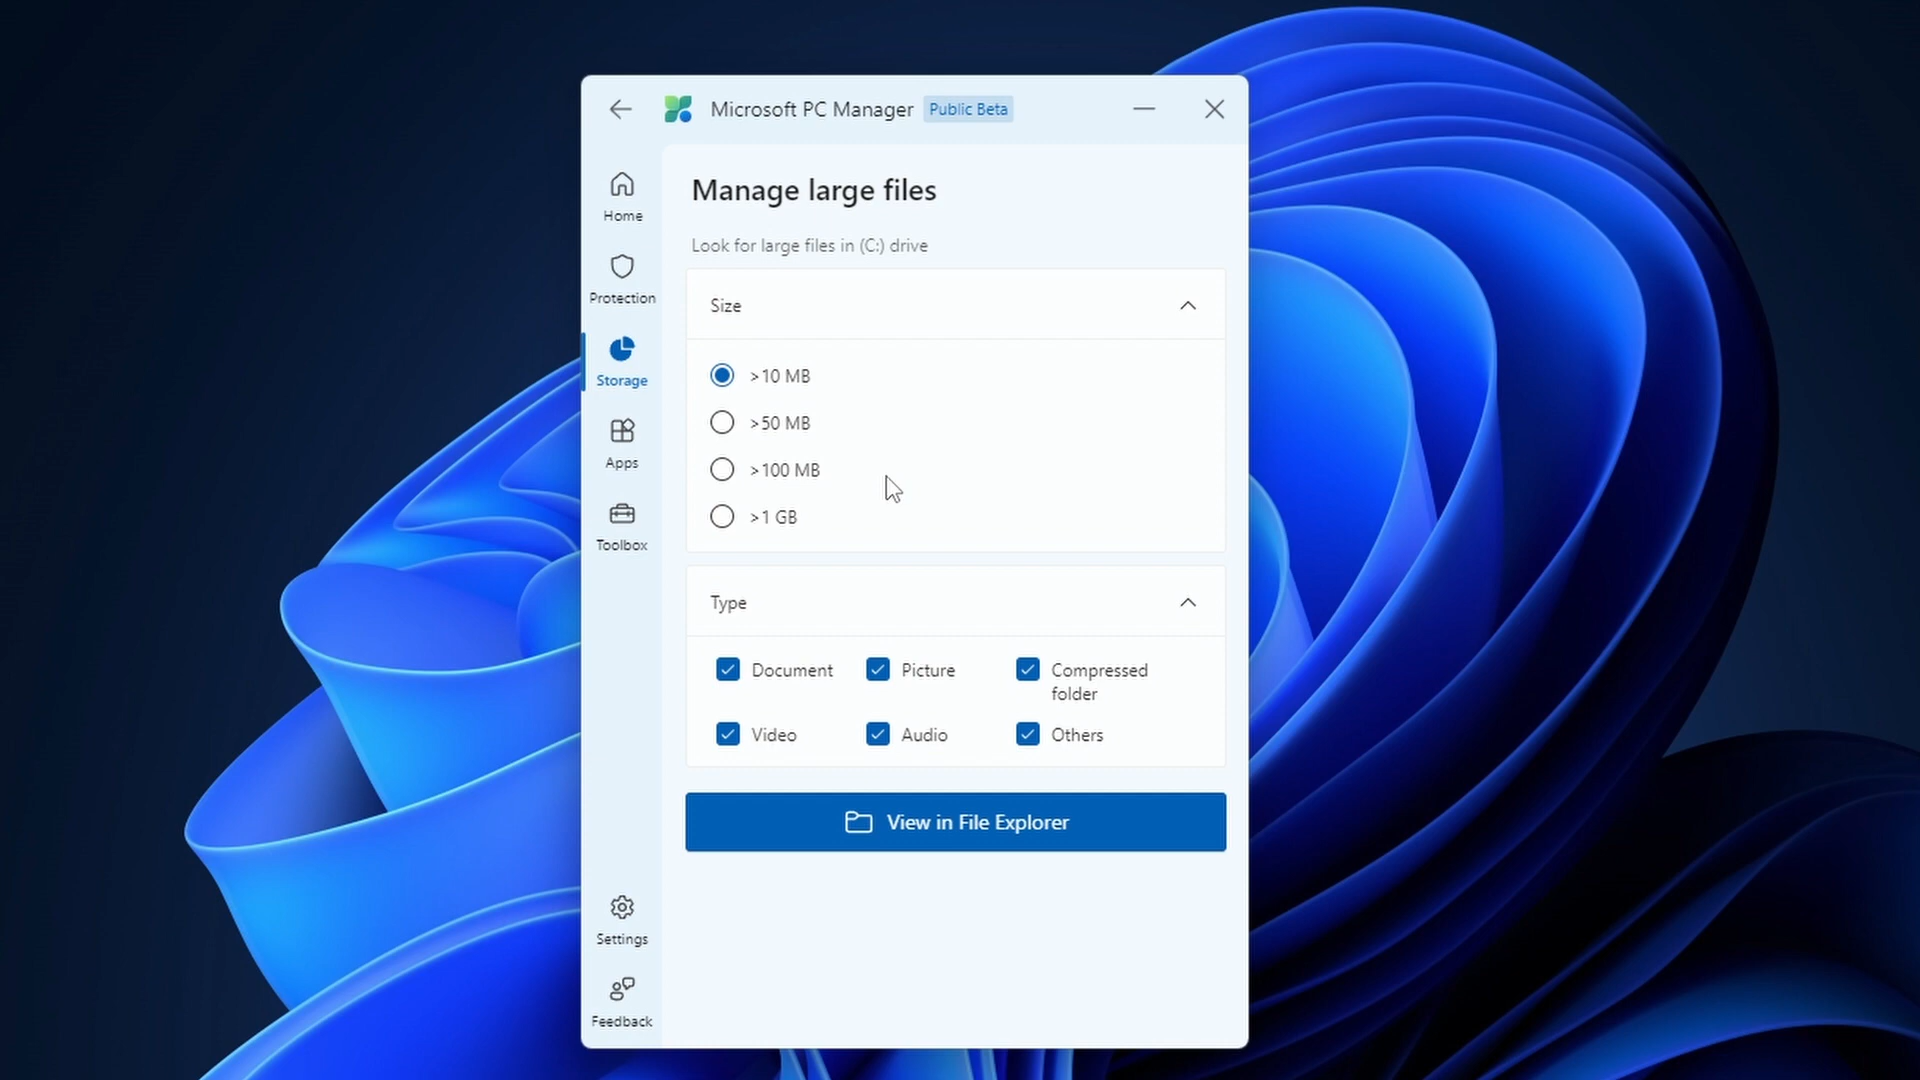 Microsoft PC Manager Public Beta
Home
Protection
Storage
Apps
Toolbox
Settings
Feedback
Manage large files
Look for large files in (C:) drive
Size
>10 MB
>50 MB
>100 MB
>1 GB
Type
Document Picture Compressed
folder
Video Audio Others
View in File Explorer